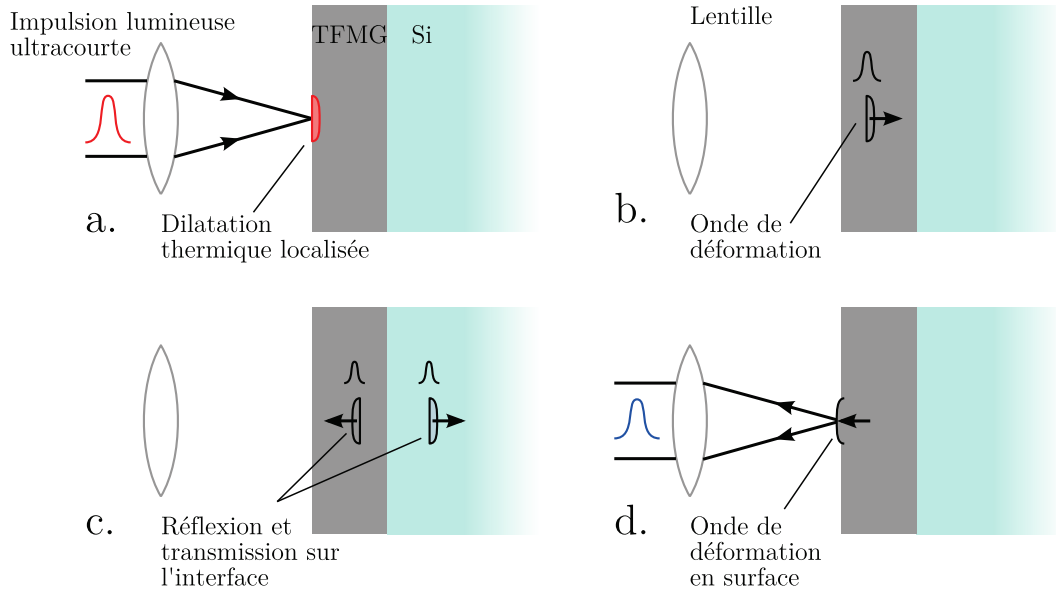 Impulsion lumineuse
ultracourte
TFMG
Si
a.
Dilatation
thermique localisée
Lentille
b.
Onde de
déformation
c.
Réflexion et
transmission sur
l'interface
d.
Onde de
déformation
en surface